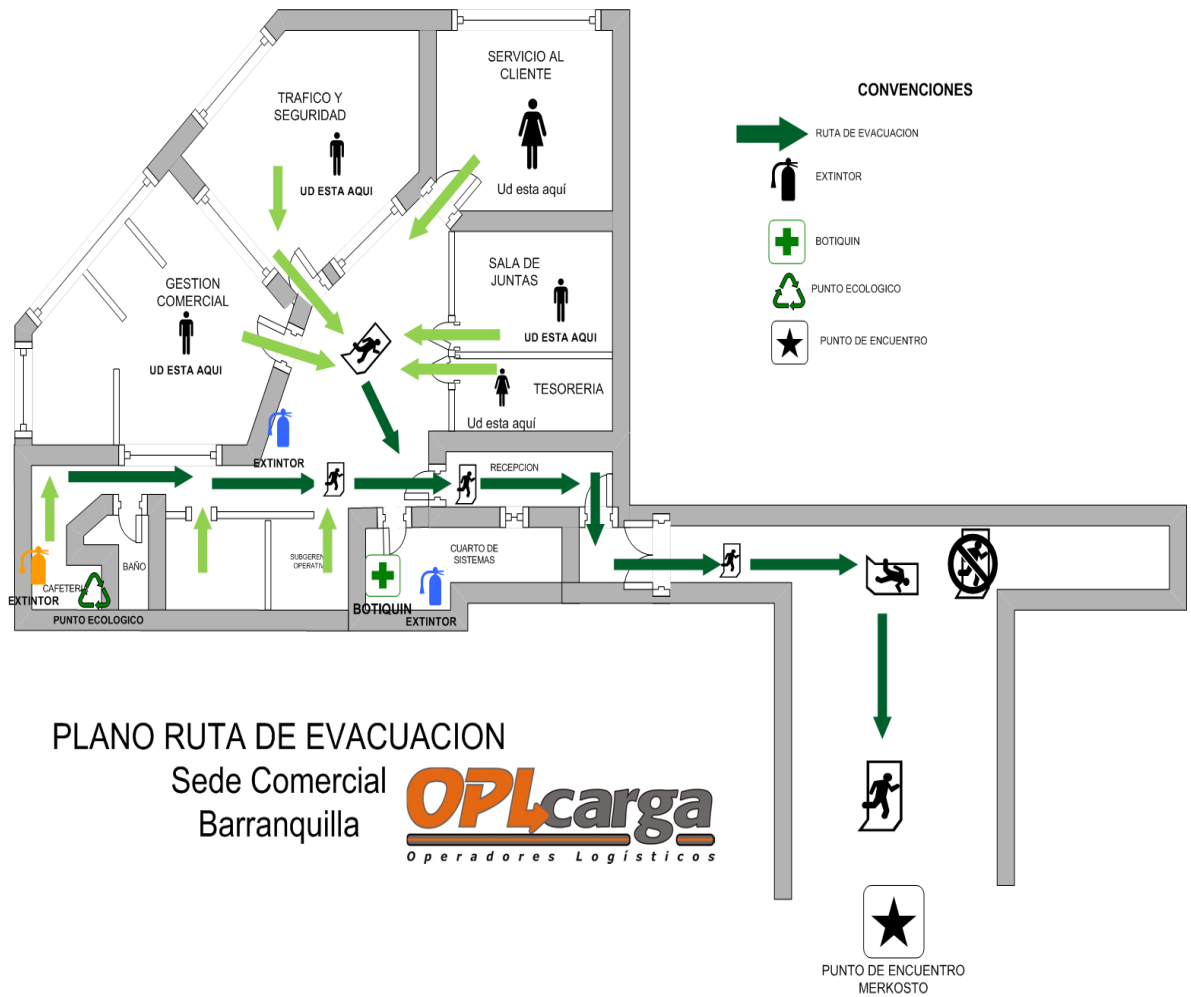 SERVICIO AL
CLIENTE
Ud esta aquí
TRAFICO Y
SEGURIDAD
UD ESTA AQUI
GESTION
COMERCIAL
UD ESTA AQUI
SALA DE
JUNTAS
UD ESTA AQUI
TESORERIA
Ud esta aquí
EXTINTOR
RECEPCION
CUARTO DE
SISTEMAS
BOTIQUIN
EXTINTOR
BAÑO
CAFETERI
EXTINTOR
PUNTO ECOLOGICO
SUBGEREN
OPERATIV
CONVENCIONES
RUTA DE EVACUACION
EXTINTOR
BOTIQUIN
PUNTO ECOLOGICO
PUNTO DE ENCUENTRO
PLANO RUTA DE EVACUACION
Sede Comercial
Barranquilla
OPLcarga
Operadores Logísticos
PUNTO DE ENCUENTRO
MERKOSTO